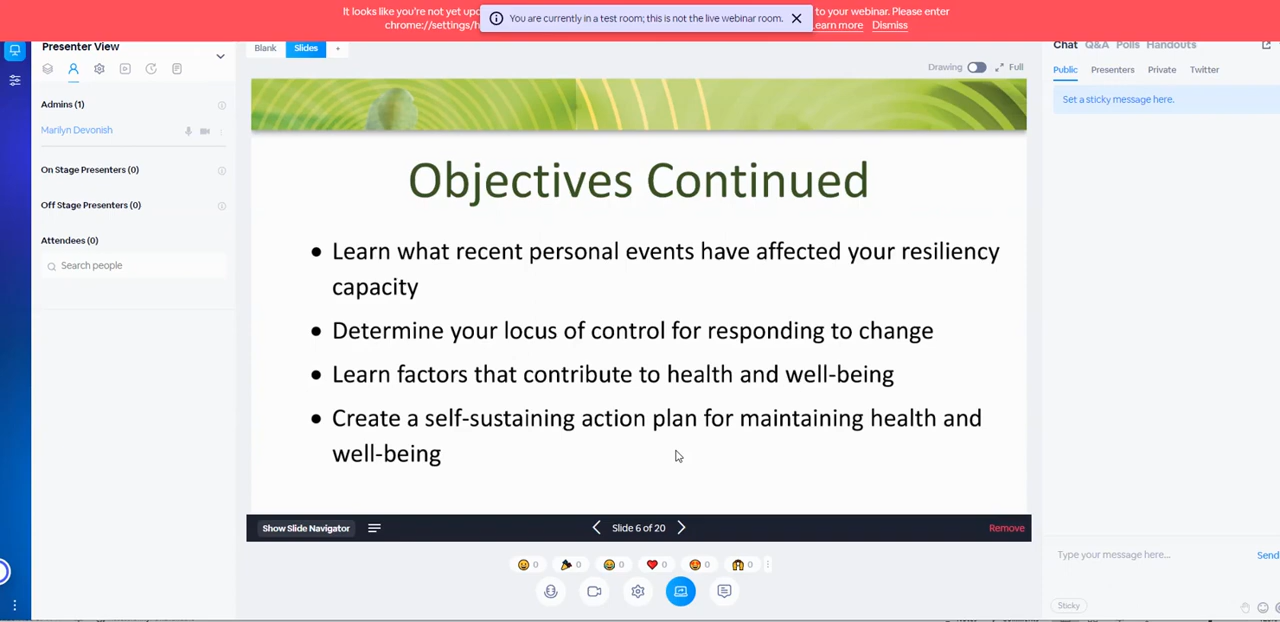 It looks like you're not yet up
to your webinar. Please enter
chrome://settings/h
earn more
Dismiss
You are currently in a test room; this is not the live webinar room.
Presenter View
Blank
Slides
+
Drawing
Full
Chat
Q&A
Polls
Handouts
Public
Presenters
Private
Twitter
Set a sticky message here.
Admins (1)
Marilyn Devonish
On Stage Presenters (0)
Off Stage Presenters (0)
Attendees (0)
Search people
Objectives Continued
• Learn what recent personal events have affected your resiliency
capacity
• Determine your locus of control for responding to change
• Learn factors that contribute to health and well-being
• Create a self-sustaining action plan for maintaining health and
well-being
Show Slide Navigator
Slide 6 of 20
Remove
0
0
0
0
0
0
Type your message here...
Send
Sticky